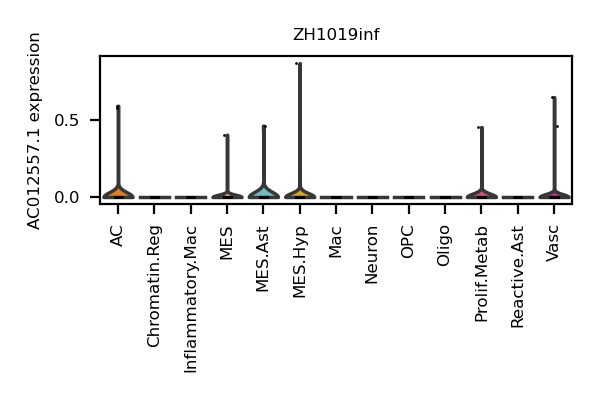 ZH1019inf
AC012557.1 expression
0.5
0.0
AC
Chromatin.Reg
Inflammatory.Mac
MES
MES.Ast
MES.Hyp
Mac
Neuron
OPC
Oligo
Prolif.Metab
Reactive.Ast
Vasc